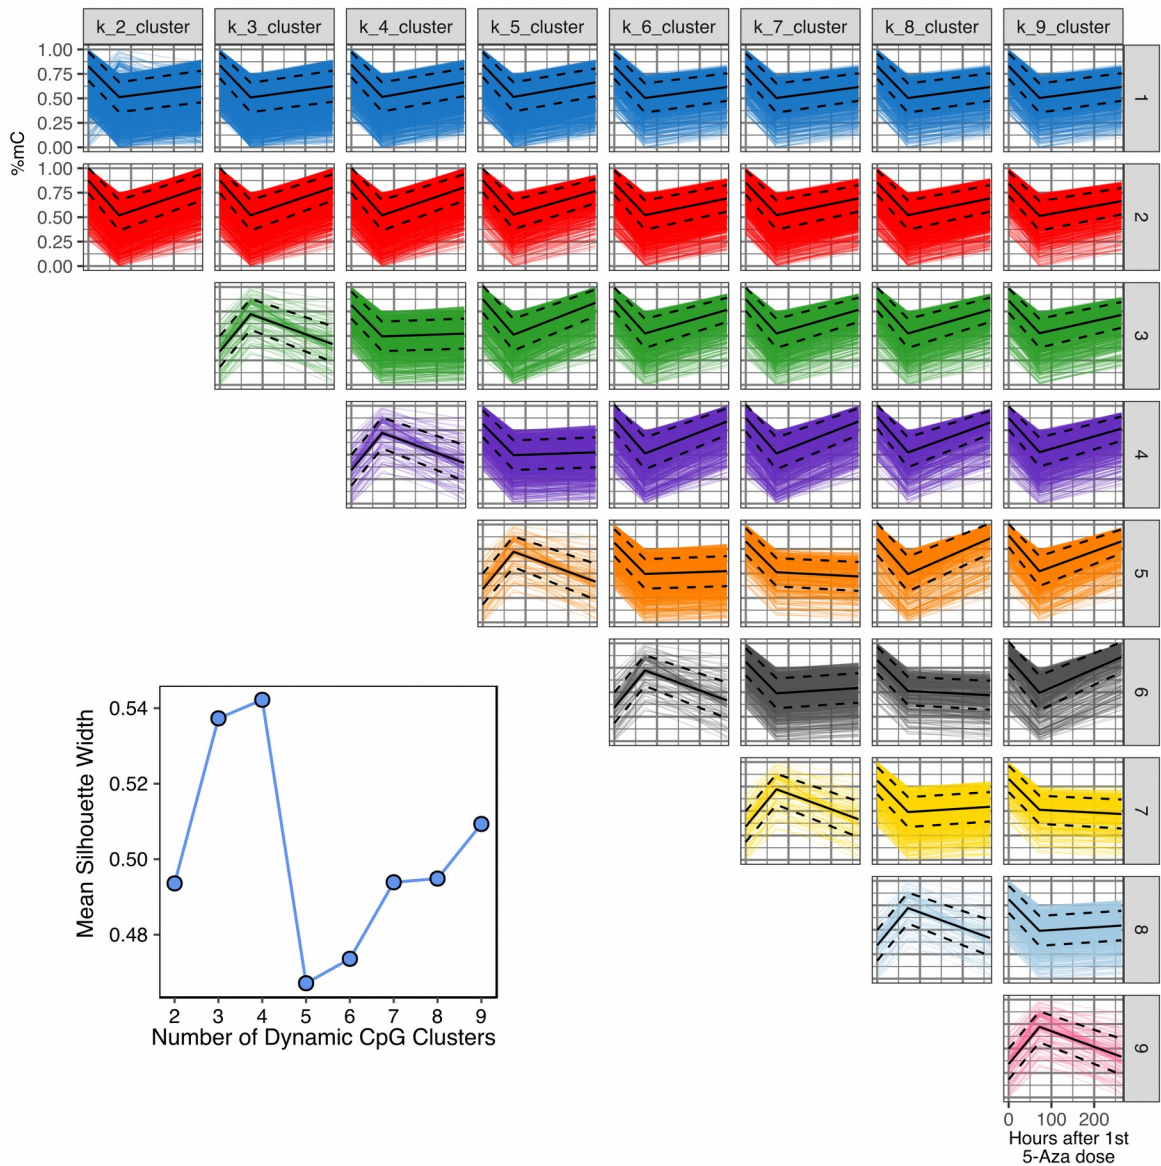 k_2_cluster k_3_cluster k_4_cluster k_5_cluster k_6_cluster k_7_cluster k_8_cluster k_9_cluster
%mC
1.00
0.75
0.50
0.25
0.00
1
1.00
0.75
0.50
0.25
0.00
2
3
4
5
6
7
8
9
0 100 200
Hours after 1st
5-Aza dose
Mean Silhouette Width
0.54
0.52
0.50
0.48
2 3 4 5 6 7 8 9
Number of Dynamic CpG Clusters